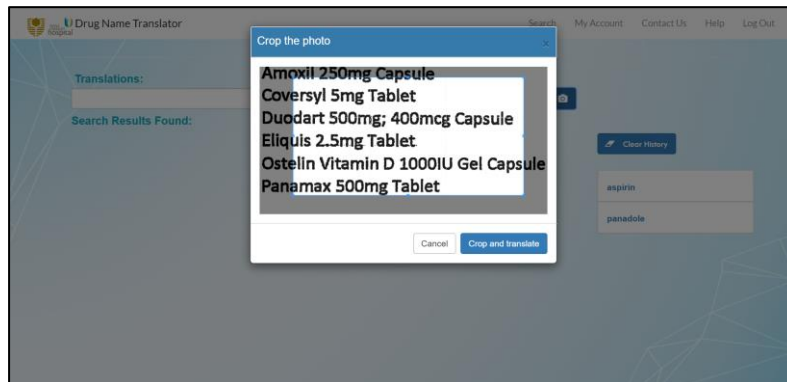 Drug Name Translator
hospital
Search My Account Contact Us Help Log Out
Crop the photo
×
Translations:
Search Results Found:
Amoxil 250mg Capsule
Coversyl 5mg Tablet
Duodart 500mg; 400mcg Capsule
Eliquis 2.5mg Tablet
Ostelin Vitamin D 1000IU Gel Capsule
Panamax 500mg Tablet
Cancel Crop and translate
Clear History
aspirin
panadole